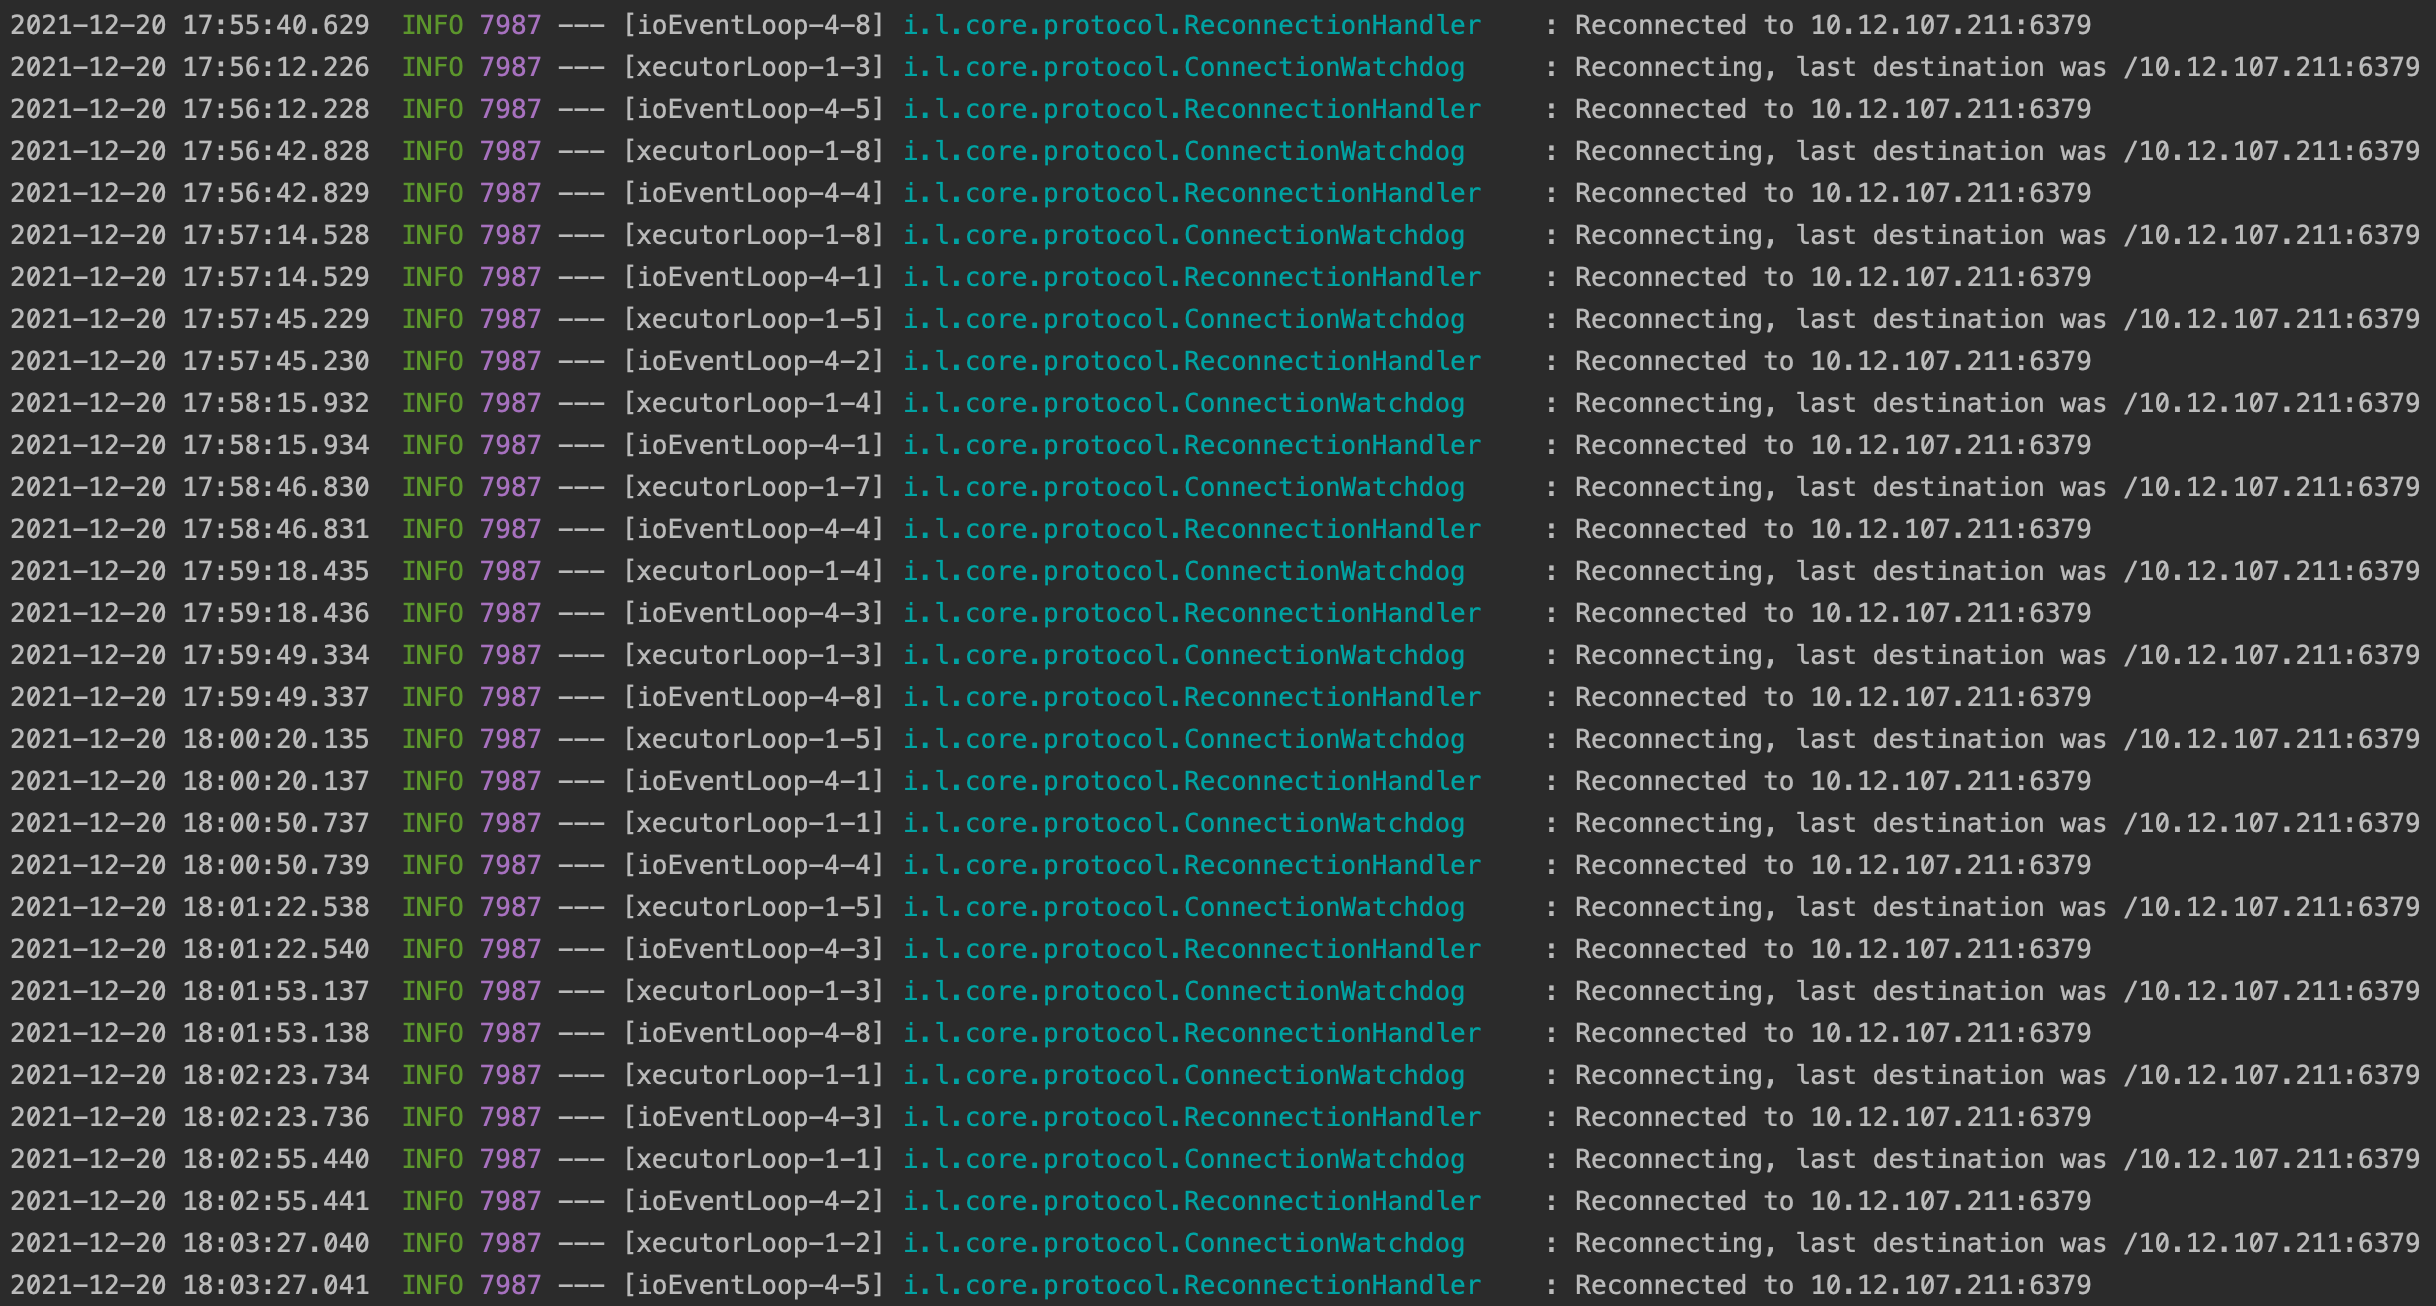 2021-12-20 17:55:40.629  INFO 7987 --- [ioEventLoop-4-8] i.l.core.protocol.ReconnectionHandler    : Reconnected to 10.12.107.211:6379
2021-12-20 17:56:12.226  INFO 7987 --- [xecutorLoop-1-3] i.l.core.protocol.ConnectionWatchdog     : Reconnecting, last destination was /10.12.107.211:6379
2021-12-20 17:56:12.228  INFO 7987 --- [ioEventLoop-4-5] i.l.core.protocol.ReconnectionHandler    : Reconnected to 10.12.107.211:6379
2021-12-20 17:56:42.828  INFO 7987 --- [xecutorLoop-1-8] i.l.core.protocol.ConnectionWatchdog     : Reconnecting, last destination was /10.12.107.211:6379
2021-12-20 17:56:42.829  INFO 7987 --- [ioEventLoop-4-4] i.l.core.protocol.ReconnectionHandler    : Reconnected to 10.12.107.211:6379
2021-12-20 17:57:14.528  INFO 7987 --- [xecutorLoop-1-8] i.l.core.protocol.ConnectionWatchdog     : Reconnecting, last destination was /10.12.107.211:6379
2021-12-20 17:57:14.529  INFO 7987 --- [ioEventLoop-4-1] i.l.core.protocol.ReconnectionHandler    : Reconnected to 10.12.107.211:6379
2021-12-20 17:57:45.229  INFO 7987 --- [xecutorLoop-1-5] i.l.core.protocol.ConnectionWatchdog     : Reconnecting, last destination was /10.12.107.211:6379
2021-12-20 17:57:45.230  INFO 7987 --- [ioEventLoop-4-2] i.l.core.protocol.ReconnectionHandler    : Reconnected to 10.12.107.211:6379
2021-12-20 17:58:15.932  INFO 7987 --- [xecutorLoop-1-4] i.l.core.protocol.ConnectionWatchdog     : Reconnecting, last destination was /10.12.107.211:6379
2021-12-20 17:58:15.934  INFO 7987 --- [ioEventLoop-4-1] i.l.core.protocol.ReconnectionHandler    : Reconnected to 10.12.107.211:6379
2021-12-20 17:58:46.830  INFO 7987 --- [xecutorLoop-1-7] i.l.core.protocol.ConnectionWatchdog     : Reconnecting, last destination was /10.12.107.211:6379
2021-12-20 17:58:46.831  INFO 7987 --- [ioEventLoop-4-4] i.l.core.protocol.ReconnectionHandler    : Reconnected to 10.12.107.211:6379
2021-12-20 17:59:18.435  INFO 7987 --- [xecutorLoop-1-4] i.l.core.protocol.ConnectionWatchdog     : Reconnecting, last destination was /10.12.107.211:6379
2021-12-20 17:59:18.436  INFO 7987 --- [ioEventLoop-4-3] i.l.core.protocol.ReconnectionHandler    : Reconnected to 10.12.107.211:6379
2021-12-20 17:59:49.334  INFO 7987 --- [xecutorLoop-1-3] i.l.core.protocol.ConnectionWatchdog     : Reconnecting, last destination was /10.12.107.211:6379
2021-12-20 17:59:49.337  INFO 7987 --- [ioEventLoop-4-8] i.l.core.protocol.ReconnectionHandler    : Reconnected to 10.12.107.211:6379
2021-12-20 18:00:20.135  INFO 7987 --- [xecutorLoop-1-5] i.l.core.protocol.ConnectionWatchdog     : Reconnecting, last destination was /10.12.107.211:6379
2021-12-20 18:00:20.137  INFO 7987 --- [ioEventLoop-4-1] i.l.core.protocol.ReconnectionHandler    : Reconnected to 10.12.107.211:6379
2021-12-20 18:00:50.737  INFO 7987 --- [xecutorLoop-1-1] i.l.core.protocol.ConnectionWatchdog     : Reconnecting, last destination was /10.12.107.211:6379
2021-12-20 18:00:50.739  INFO 7987 --- [ioEventLoop-4-4] i.l.core.protocol.ReconnectionHandler    : Reconnected to 10.12.107.211:6379
2021-12-20 18:01:22.538  INFO 7987 --- [xecutorLoop-1-5] i.l.core.protocol.ConnectionWatchdog     : Reconnecting, last destination was /10.12.107.211:6379
2021-12-20 18:01:22.540  INFO 7987 --- [ioEventLoop-4-3] i.l.core.protocol.ReconnectionHandler    : Reconnected to 10.12.107.211:6379
2021-12-20 18:01:53.137  INFO 7987 --- [xecutorLoop-1-3] i.l.core.protocol.ConnectionWatchdog     : Reconnecting, last destination was /10.12.107.211:6379
2021-12-20 18:01:53.138  INFO 7987 --- [ioEventLoop-4-8] i.l.core.protocol.ReconnectionHandler    : Reconnected to 10.12.107.211:6379
2021-12-20 18:02:23.734  INFO 7987 --- [xecutorLoop-1-1] i.l.core.protocol.ConnectionWatchdog     : Reconnecting, last destination was /10.12.107.211:6379
2021-12-20 18:02:23.736  INFO 7987 --- [ioEventLoop-4-3] i.l.core.protocol.ReconnectionHandler    : Reconnected to 10.12.107.211:6379
2021-12-20 18:02:55.440  INFO 7987 --- [xecutorLoop-1-1] i.l.core.protocol.ConnectionWatchdog     : Reconnecting, last destination was /10.12.107.211:6379
2021-12-20 18:02:55.441  INFO 7987 --- [ioEventLoop-4-2] i.l.core.protocol.ReconnectionHandler    : Reconnected to 10.12.107.211:6379
2021-12-20 18:03:27.040  INFO 7987 --- [xecutorLoop-1-2] i.l.core.protocol.ConnectionWatchdog     : Reconnecting, last destination was /10.12.107.211:6379
2021-12-20 18:03:27.041  INFO 7987 --- [ioEventLoop-4-5] i.l.core.protocol.ReconnectionHandler    : Reconnected to 10.12.107.211:6379